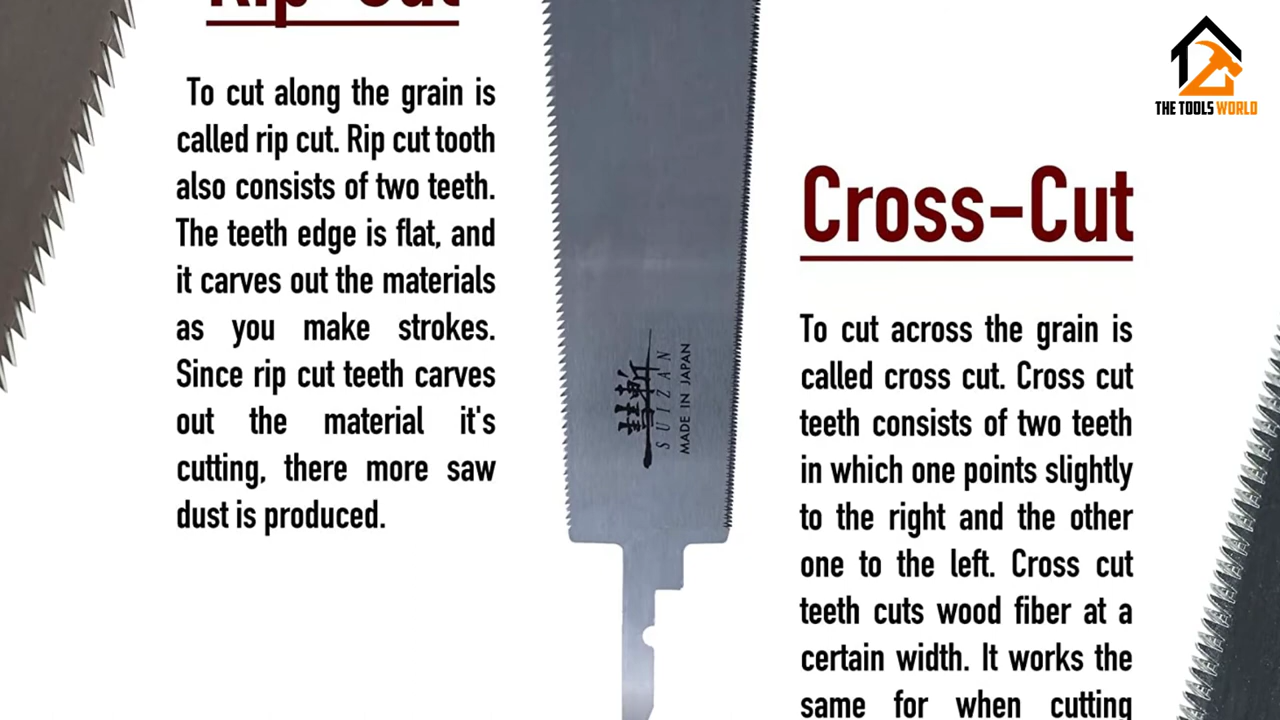 Rip-Cut
To cut along the grain is
called rip cut. Rip cut tooth
also consists of two teeth.
The teeth edge is flat, and
it carves out the materials
as you make strokes.
Since rip cut teeth carves
out the material it's
cutting, there more saw
dust is produced.
SUIZAN
MADE IN JAPAN
THE TOOLS WORLD
Cross-Cut
To cut across the grain is
called cross cut. Cross cut
teeth consists of two teeth
in which one points slightly
to the right and the other
one to the left. Cross cut
teeth cuts wood fiber at a
certain width. It works the
same for when cutting